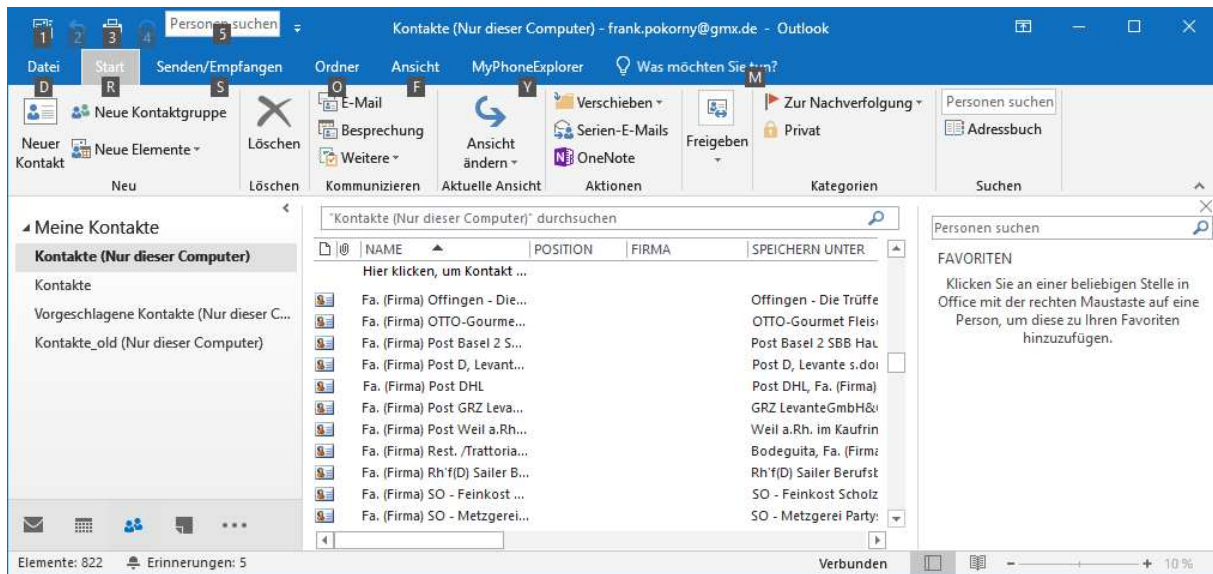 1 2 3 4 Personen suchen 5
Kontakte (Nur dieser Computer) - frank.pokorny@gmx.de - Outlook
Datei Start Senden/Empfangen Ordner Ansicht MyPhoneExplorer Was möchten Sie tun?
D R S O F Y M
Neuer Kontakt
Neue Kontaktgruppe
Neue Elemente
Neu
Löschen
Löschen
E-Mail
Besprechung
Weitere
Kommunizieren
Ansicht ändern
Aktuelle Ansicht
Verschieben
Serien-E-Mails
OneNote
Aktionen
Freigeben
Zur Nachverfolgung
Privat
Kategorien
Personen suchen
Adressbuch
Suchen
Meine Kontakte
Kontakte (Nur dieser Computer)
Kontakte
Vorgeschlagene Kontakte (Nur dieser C...
Kontakte_old (Nur dieser Computer)
"Kontakte (Nur dieser Computer)" durchsuchen
NAME POSITION FIRMA SPEICHERN UNTER
Hier klicken, um Kontakt ...
Fa. (Firma) Offingen - Die... Offingen - Die Trüffe
Fa. (Firma) OTTO-Gourme... OTTO-Gourmet Fleis
Fa. (Firma) Post Basel 2 S... Post Basel 2 SBB Hau
Fa. (Firma) Post D, Levant... Post D, Levante s.do
Fa. (Firma) Post DHL Post DHL, Fa. (Firma)
Fa. (Firma) Post GRZ Leva... GRZ LevanteGmbH&
Fa. (Firma) Post Weil a.Rh... Weil a.Rh. im Kaufrin
Fa. (Firma) Rest. /Trattoria... Bodeguita, Fa. (Firma
Fa. (Firma) Rh'f(D) Sailer B... Rh'f(D) Sailer Berufsb
Fa. (Firma) SO - Feinkost ... SO - Feinkost Scholz
Fa. (Firma) SO - Metzgerei... SO - Metzgerei Party
Personen suchen
FAVORITEN
Klicken Sie an einer beliebigen Stelle in
Office mit der rechten Maustaste auf eine
Person, um diese zu Ihren Favoriten
hinzuzufügen.
Elemente: 822 Erinnerungen: 5 Verbunden 10 %